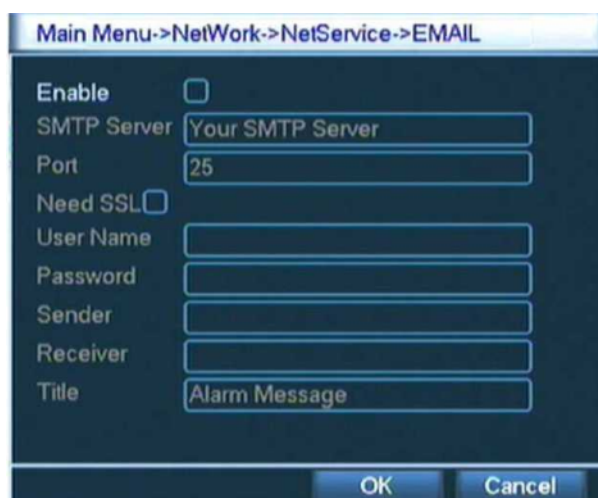 Main Menu->NetWork->NetService->EMAIL
Enable
SMTP Server Your SMTP Server
Port 25
Need SSL
User Name
Password
Sender
Receiver
Title Alarm Message
OK Cancel